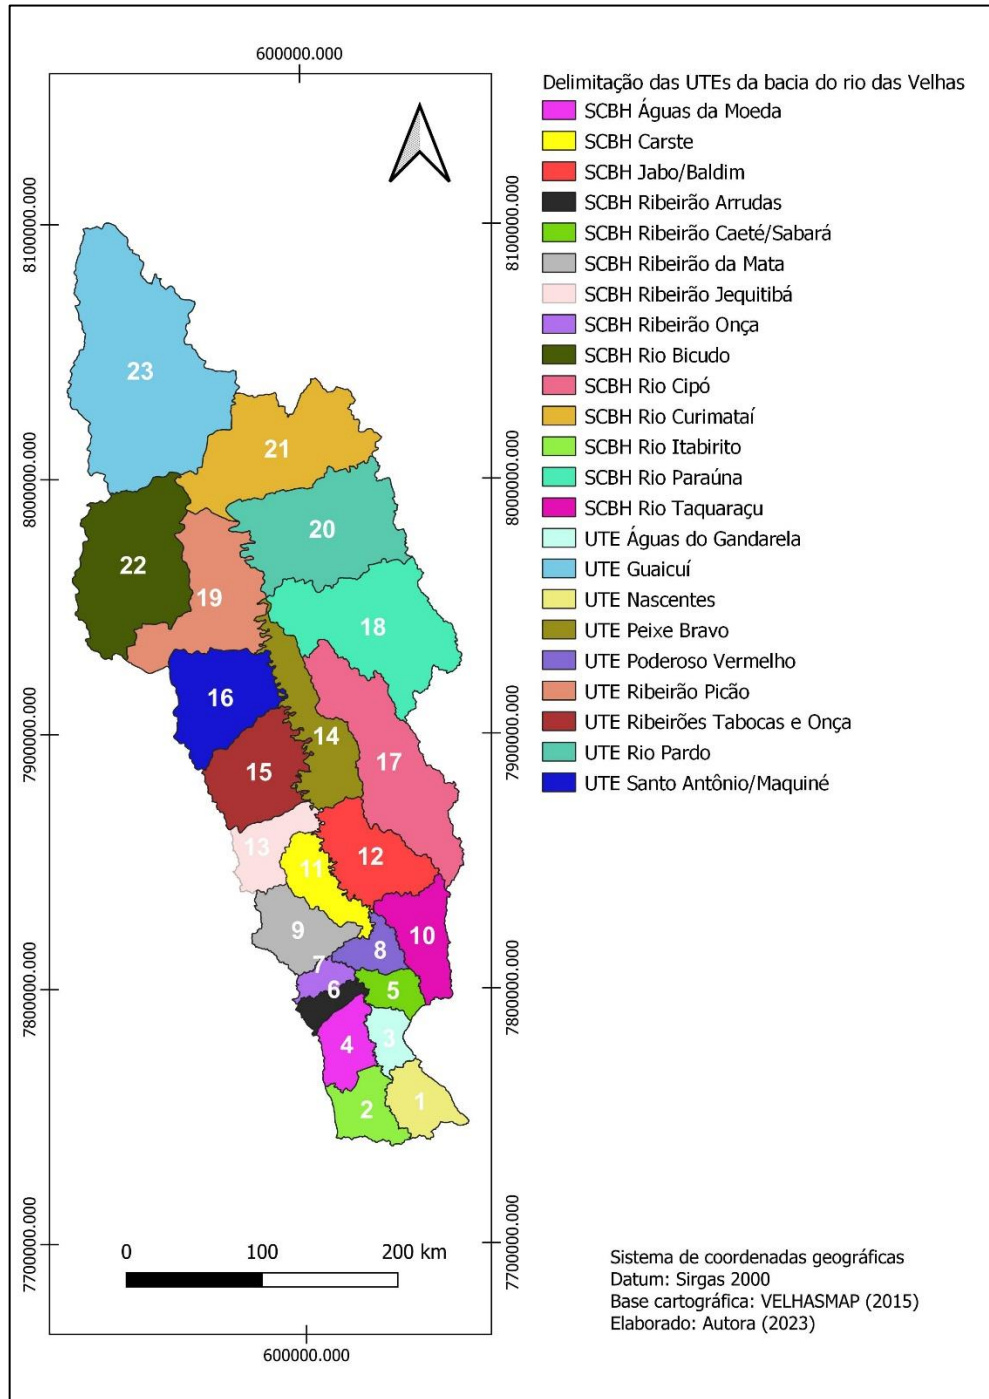 600000.000
Delimitação das UTEs da bacia do rio das Velhas
SCBH Águas da Moeda
SCBH Carste
SCBH Jabo/Baldim
SCBH Ribeirão Arrudas
SCBH Ribeirão Caeté/Sabará
SCBH Ribeirão da Mata
SCBH Ribeirão Jequitibá
SCBH Ribeirão Onça
SCBH Rio Bicudo
SCBH Rio Cipó
SCBH Rio Curimataí
SCBH Rio Itabirito
SCBH Rio Paraúna
SCBH Rio Taquaraçu
UTE Águas do Gandarela
UTE Guaicuí
UTE Nascentes
UTE Peixe Bravo
UTE Poderoso Vermelho
UTE Ribeirão Picão
UTE Ribeirões Tabocas e Onça
UTE Rio Pardo
UTE Santo Antônio/Maquiné
8100000.000
8100000.000
23
21
8000000.000
8000000.000
20
22
19
18
16
7900000.000
7900000.000
14
17
15
13
12
11
9
10
8
7
7800000.000
7800000.000
6
5
3
4
1
2
7700000.000
7700000.000
0 100 200 km
600000.000
Sistema de coordenadas geográficas
Datum: Sirgas 2000
Base cartográfica: VELHASMAP (2015)
Elaborado: Autora (2023)